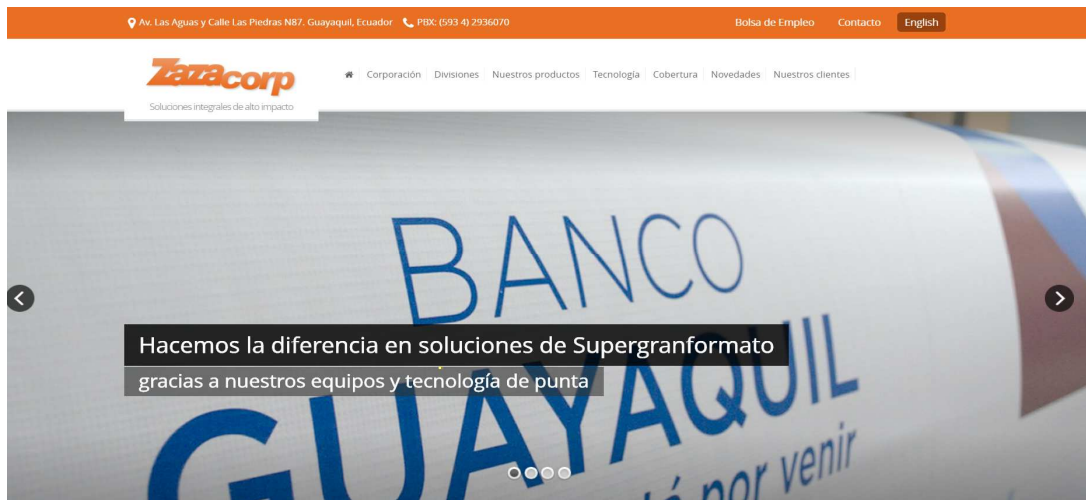 Av. Las Aguas y Calle Las Piedras N87. Guayaquil, Ecuador PBX: (593 4) 2936070 Bolsa de Empleo Contacto English
Zazacorp
Soluciones integrales de alto impacto
Corporación Divisiones Nuestros productos Tecnología Cobertura Novedades Nuestros clientes
BANCO
GUAYAQUIL
por venir
Hacemos la diferencia en soluciones de Supergranformato
gracias a nuestros equipos y tecnología de punta